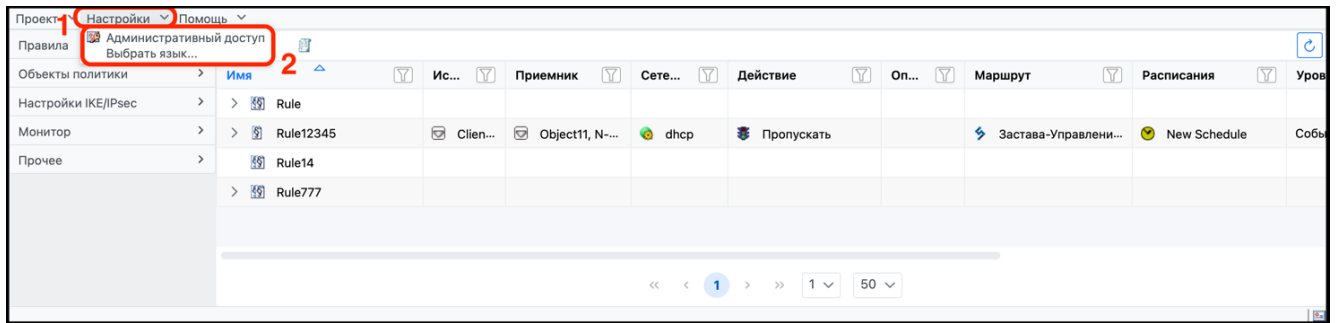 Проект Настройки Помощь
1
Административный доступ
Выбрать язык...
2
Правила
Объекты политики
Настройки IKE/IPsec
Монитор
Прочее
Имя Ис... Приемник Сете... Действие Оп... Маршрут Расписания Уров
Rule
Rule12345 Clien... Object11, N-... dhcp Пропускать Застава-Управлени... New Schedule Собы
Rule14
Rule777
1 1 50